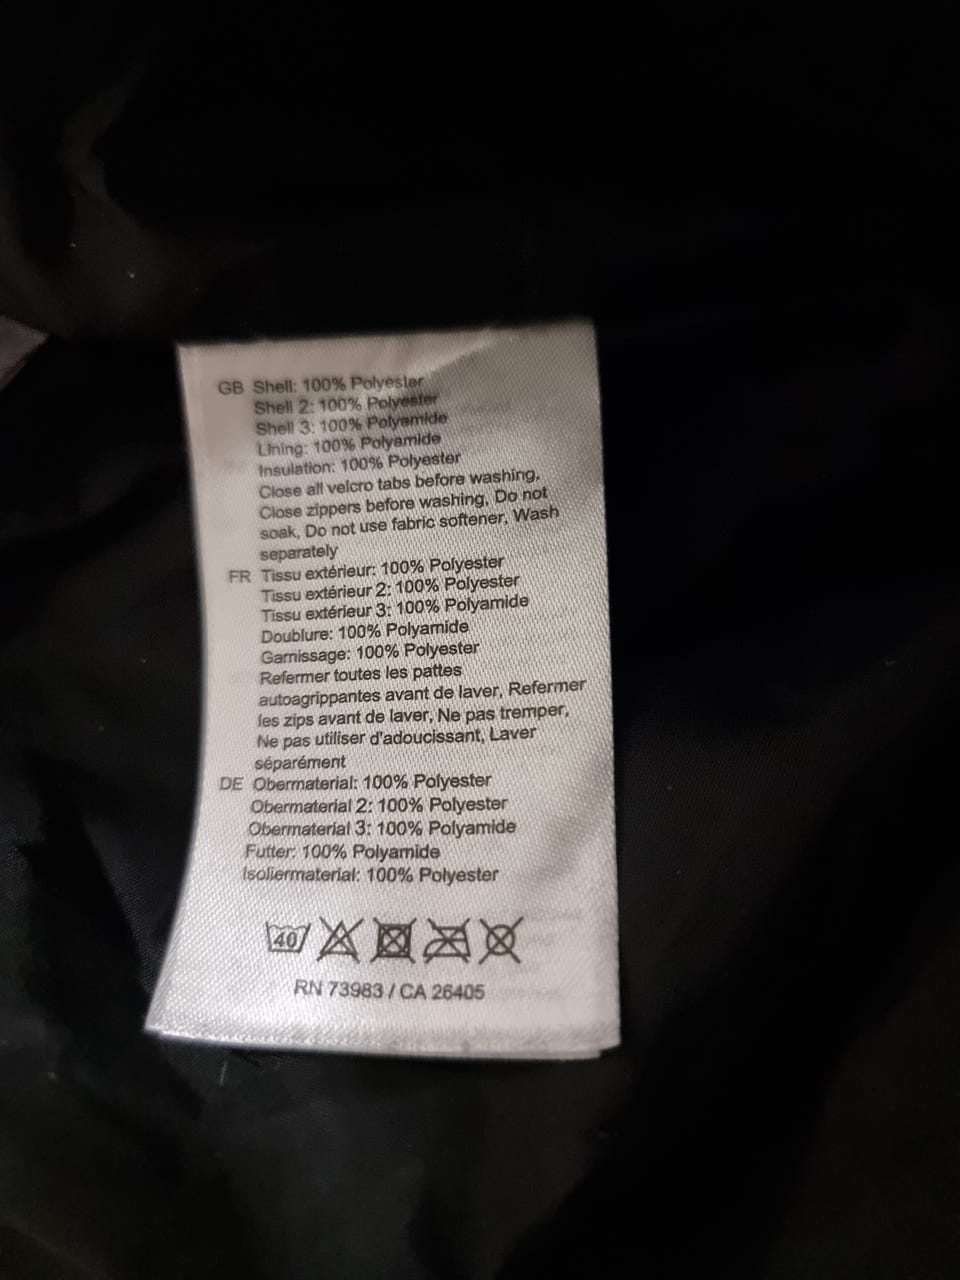 GB Shell: 100% Polyester
Shell 2: 100% Polyester
Shell 3: 100% Polyamide
Lining: 100% Polyamide
Insulation: 100% Polyester
Close all velcro tabs before washing,
Close zippers before washing, Do not
soak, Do not use fabric softener, Wash
separately
FR Tissu extérieur: 100% Polyester
Tissu extérieur 2: 100% Polyester
Tissu extérieur 3: 100% Polyamide
Doublure: 100% Polyamide
Garnissage: 100% Polyester
Refermer toutes les pattes
autoagrippantes avant de laver, Refermer
les zips avant de laver, Ne pas tremper,
Ne pas utiliser d'adoucissant, Laver
séparément
DE Obermaterial: 100% Polyester
Obermaterial 2: 100% Polyester
Obermaterial 3: 100% Polyamide
Futter: 100% Polyamide
Isoliermaterial: 100% Polyester
40
RN 73983 / CA 26405